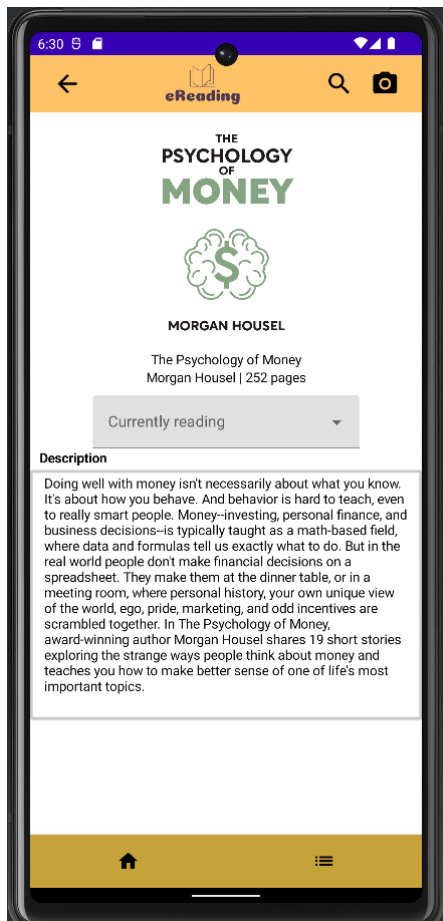 6:30
eReading
THE
PSYCHOLOGY
OF
MONEY
$
MORGAN HOUSEL
The Psychology of Money
Morgan Housel | 252 pages
Currently reading
Description
Doing well with money isn't necessarily about what you know.
It's about how you behave. And behavior is hard to teach, even
to really smart people. Money--investing, personal finance, and
business decisions--is typically taught as a math-based field,
where data and formulas tell us exactly what to do. But in the
real world people don't make financial decisions on a
spreadsheet. They make them at the dinner table, or in a
meeting room, where personal history, your own unique view
of the world, ego, pride, marketing, and odd incentives are
scrambled together. In The Psychology of Money,
award-winning author Morgan Housel shares 19 short stories
exploring the strange ways people think about money and
teaches you how to make better sense of one of life's most
important topics.